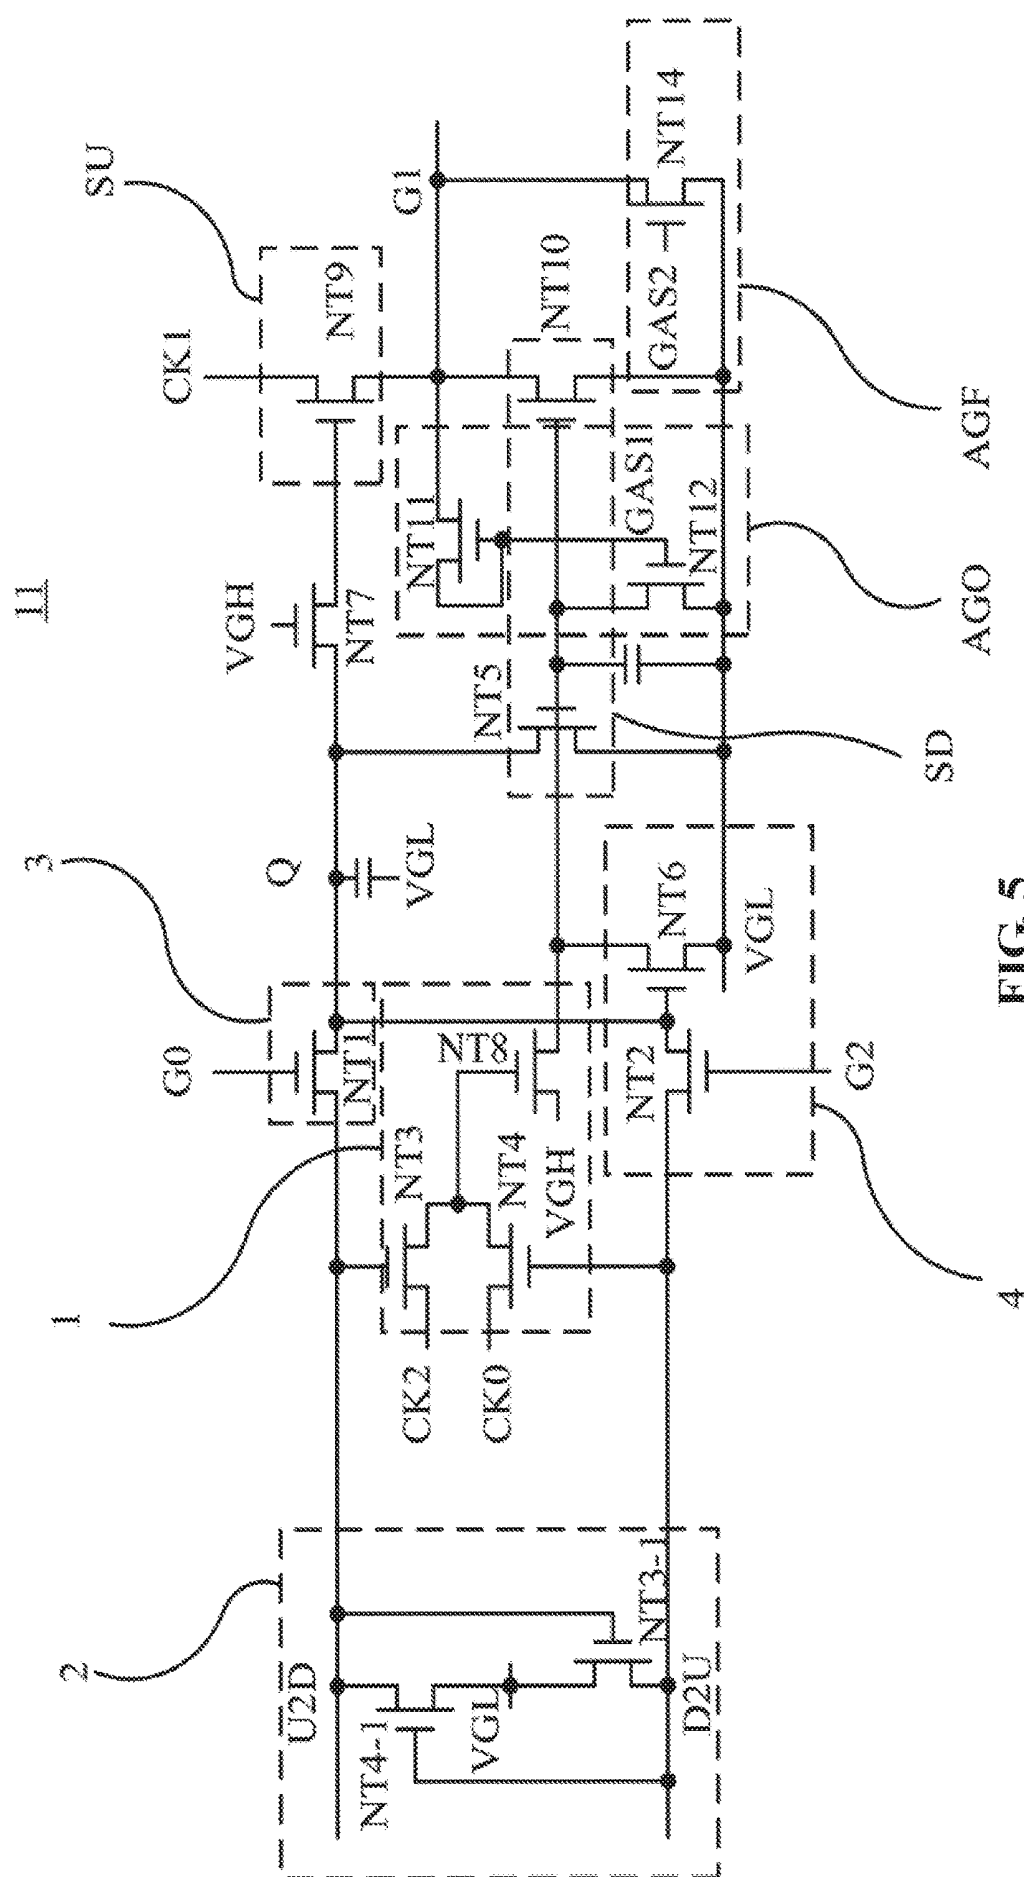 11
SU
CK1
NT9
G1
NT14
GAS2
AGF
NT10
VGH
NT7
NT11
GAS1
NT12
AGO
NT5
SD
3
Q
VGL
NT6
VGL
G0
NT1
NT8
NT2
G2
4
1
NT3
NT4
VGH
CK2
CK0
2
U2D
NT4-1
VGL
NT3-1
D2U
FIG. 5